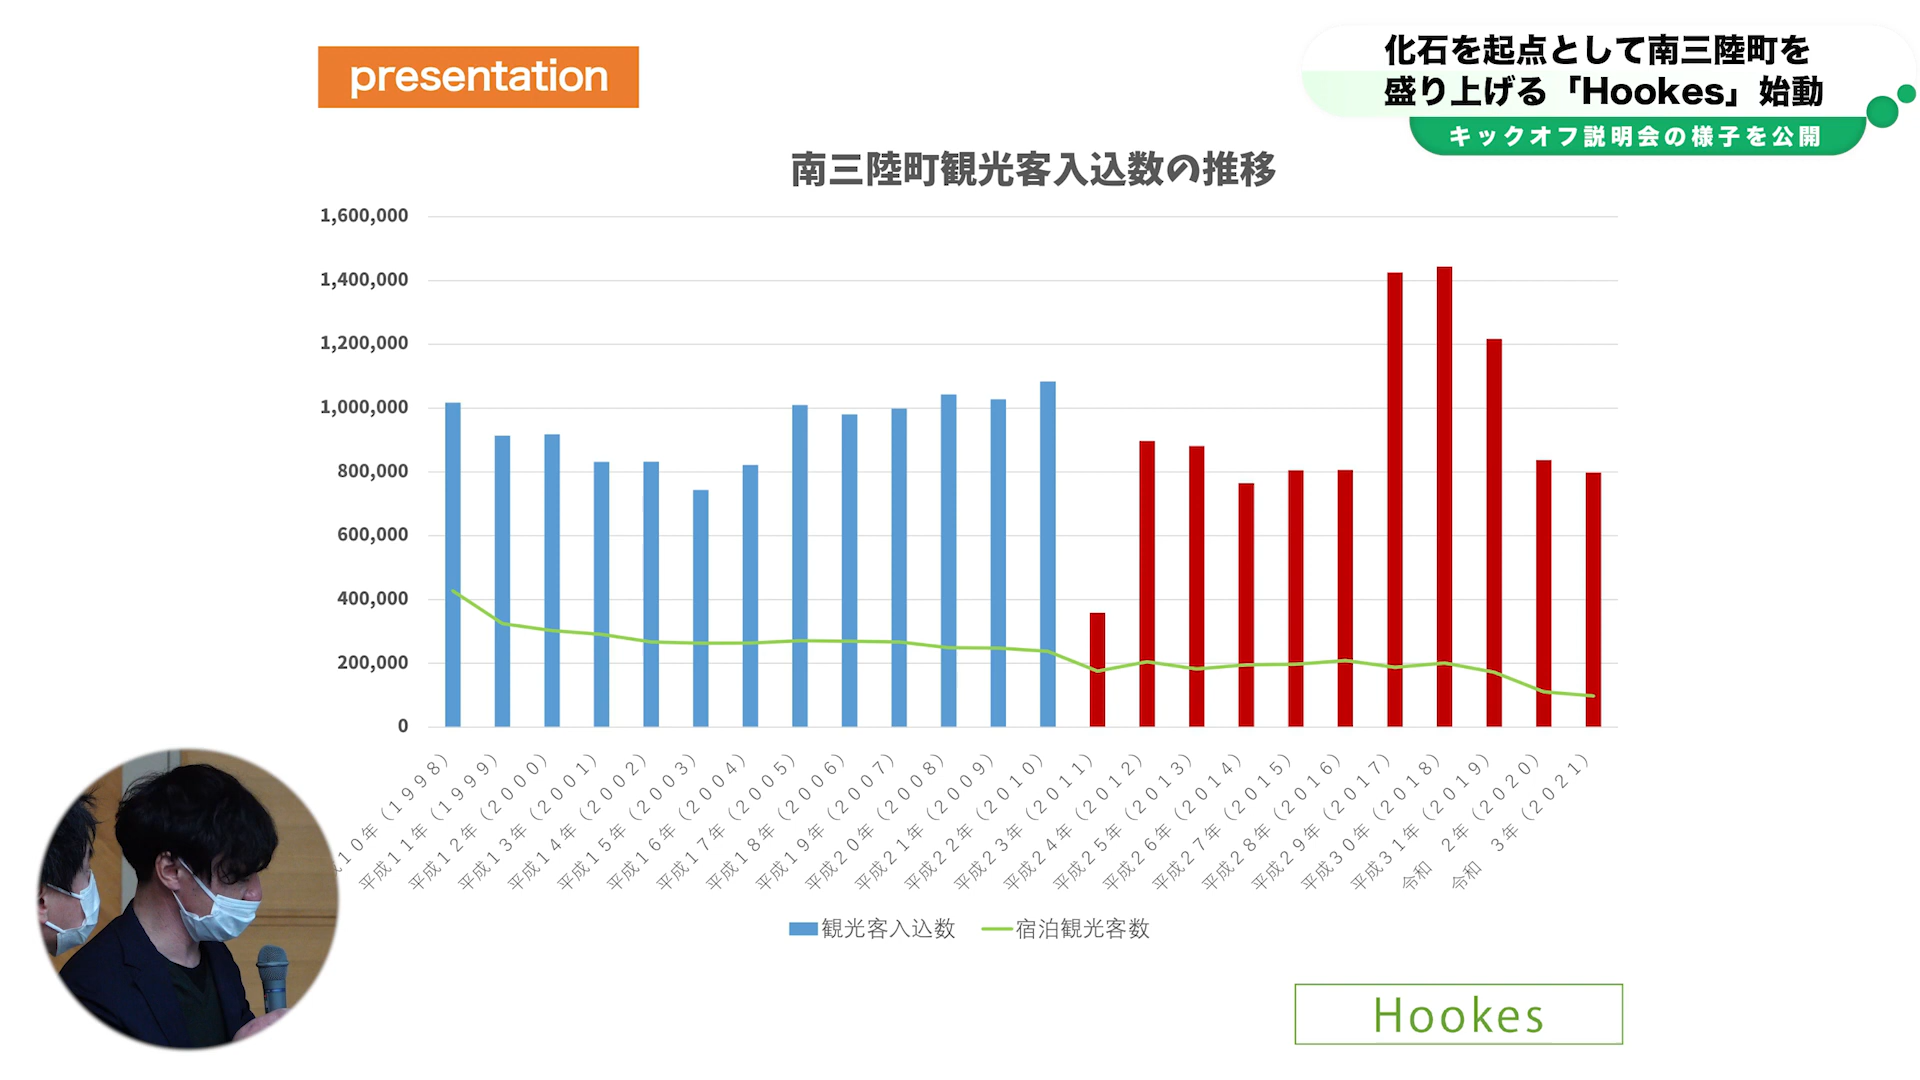 presentation
化石を起点として南三陸町を
盛り上げる「Hookes」始動
キックオフ説明会の様子を公開
南三陸町観光客入込数の推移
1,600,000
1,400,000
1,200,000
1,000,000
800,000
600,000
400,000
200,000
0
10年（1998）
平成11年（1999）
平成12年（2000）
平成13年（2001）
平成14年（2002）
平成15年（2003）
平成16年（2004）
平成17年（2005）
平成18年（2006）
平成19年（2007）
平成20年（2008）
平成21年（2009）
平成22年（2010）
平成23年（2011）
平成24年（2012）
平成25年（2013）
平成26年（2014）
平成27年（2015）
平成28年（2016）
平成29年（2017）
平成30年（2018）
平成31年（2019）
令和　2年（2020）
令和　3年（2021）
観光客入込数
宿泊観光客数
Hookes